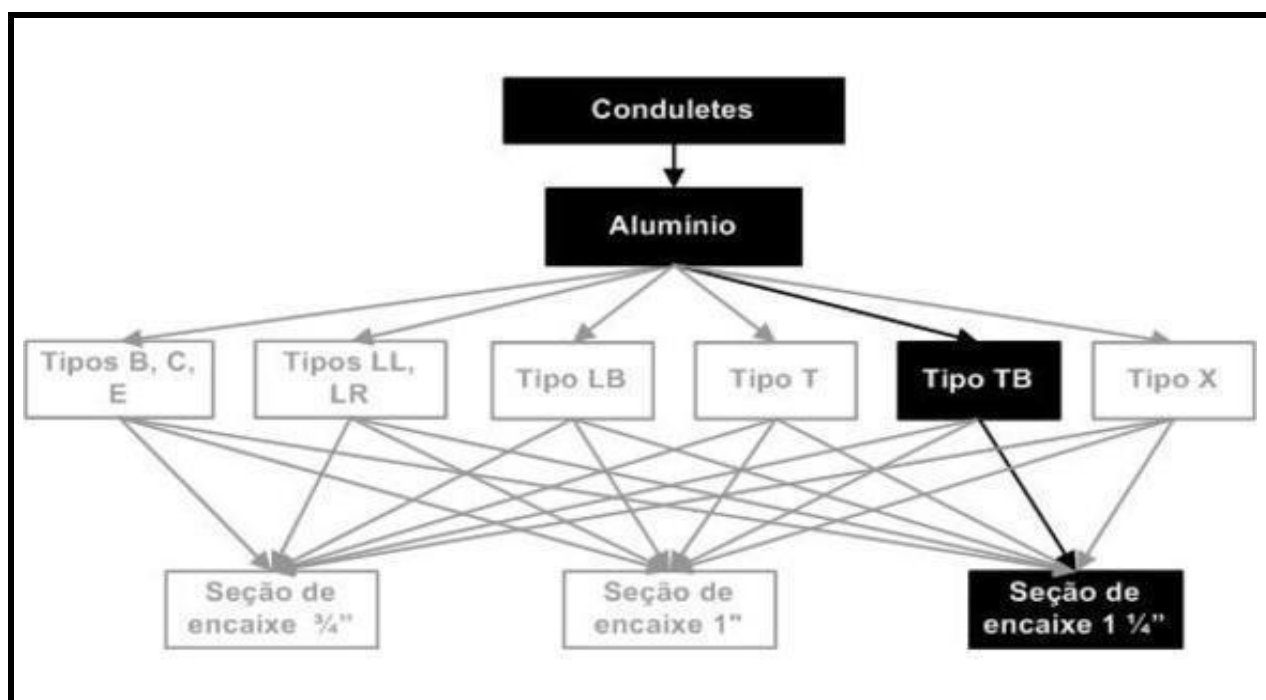 Conduletes
Alumínio
Tipos B, C,
E
Tipos LL,
LR
Tipo LB
Tipo T
Tipo TB
Tipo X
Seção de
encaixe ¾”
Seção de
encaixe 1"
Seção de
encaixe 1 ¼”